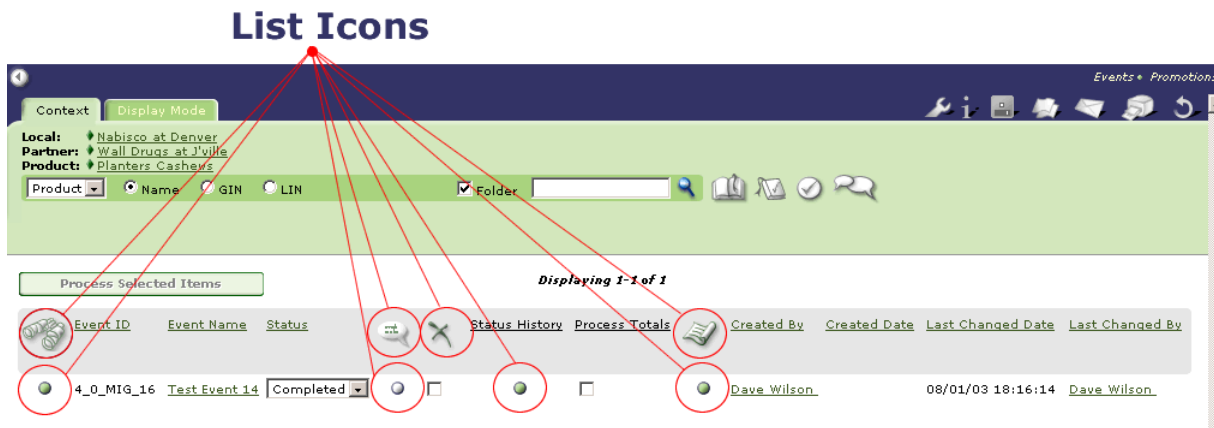 List Icons
Events • Promotions
Context Display Mode
Local: Nabisco at Denver
Partner: Wall Drugs at J'ville
Product: Planters Cashews
Product Name GIN LIN Folder
Process Selected Items Displaying 1-1 of 1
Event ID Event Name Status Status History Process Totals Created By Created Date Last Changed Date Last Changed By
4_0_MIG_16 Test Event 14 Completed Dave Wilson 08/01/03 18:16:14 Dave Wilson